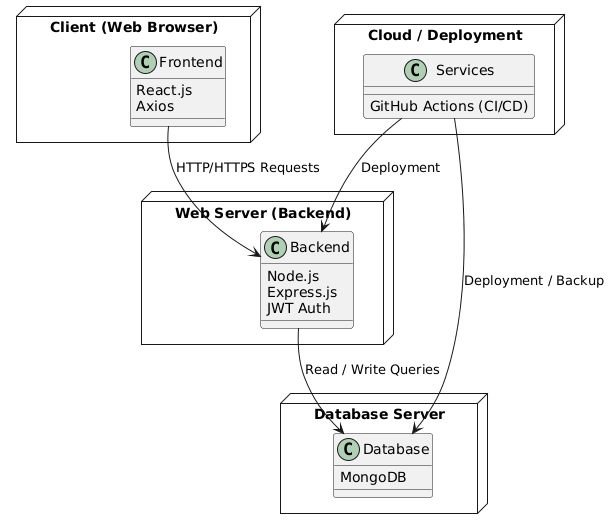 Client (Web Browser)
C Frontend
React.js
Axios
Cloud / Deployment
C Services
GitHub Actions (CI/CD)
HTTP/HTTPS Requests
Deployment
Web Server (Backend)
C Backend
Node.js
Express.js
JWT Auth
Deployment / Backup
Read / Write Queries
Database Server
C Database
MongoDB